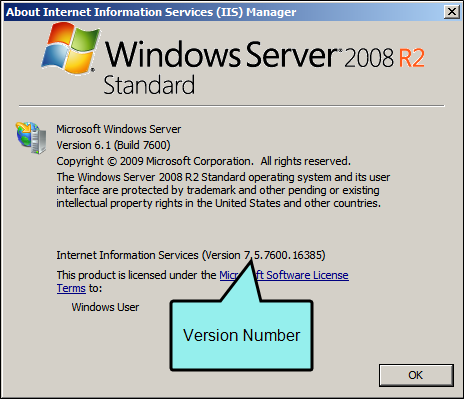 About Internet Information Services (IIS) Manager
Windows Server 2008 R2
Standard
Microsoft Windows Server
Version 6.1 (Build 7600)
Copyright © 2009 Microsoft Corporation. All rights reserved.
The Windows Server 2008 R2 Standard operating system and its user
interface are protected by trademark and other pending or existing
intellectual property rights in the United States and other countries.
Internet Information Services (Version 7.5.7600.16385)
This product is licensed under the Microsoft Software License
Terms to:
Windows User
Version Number
OK